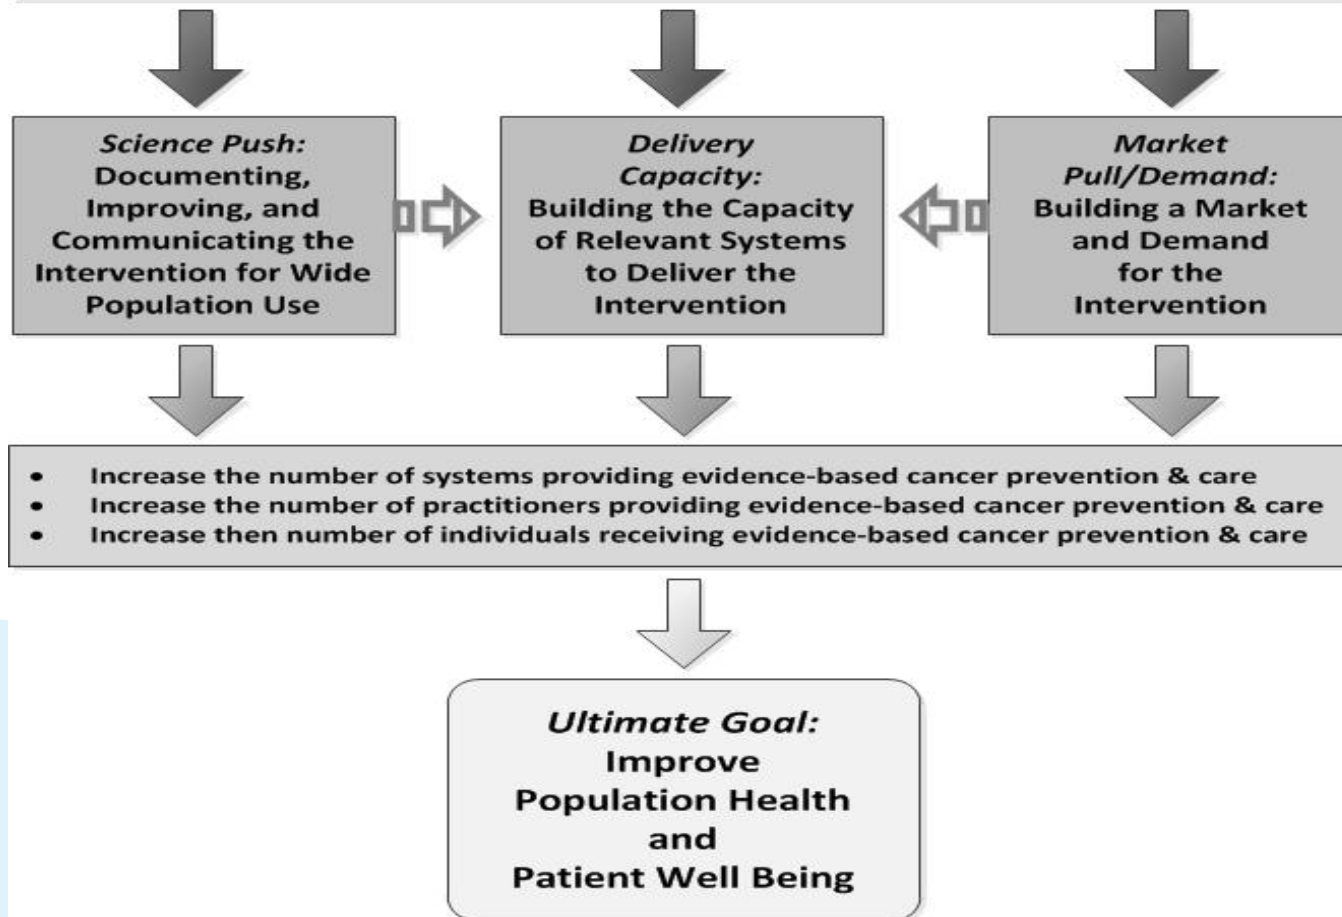 Science Push:
Documenting,
Improving, and
Communicating the
Intervention for Wide
Population Use
Delivery
Capacity:
Building the Capacity
of Relevant Systems
to Deliver the
Intervention
Market
Pull/Demand:
Building a Market
and Demand
for the
Intervention
• Increase the number of systems providing evidence-based cancer prevention & care
• Increase the number of practitioners providing evidence-based cancer prevention & care
• Increase then number of individuals receiving evidence-based cancer prevention & care
Ultimate Goal:
Improve
Population Health
and
Patient Well Being